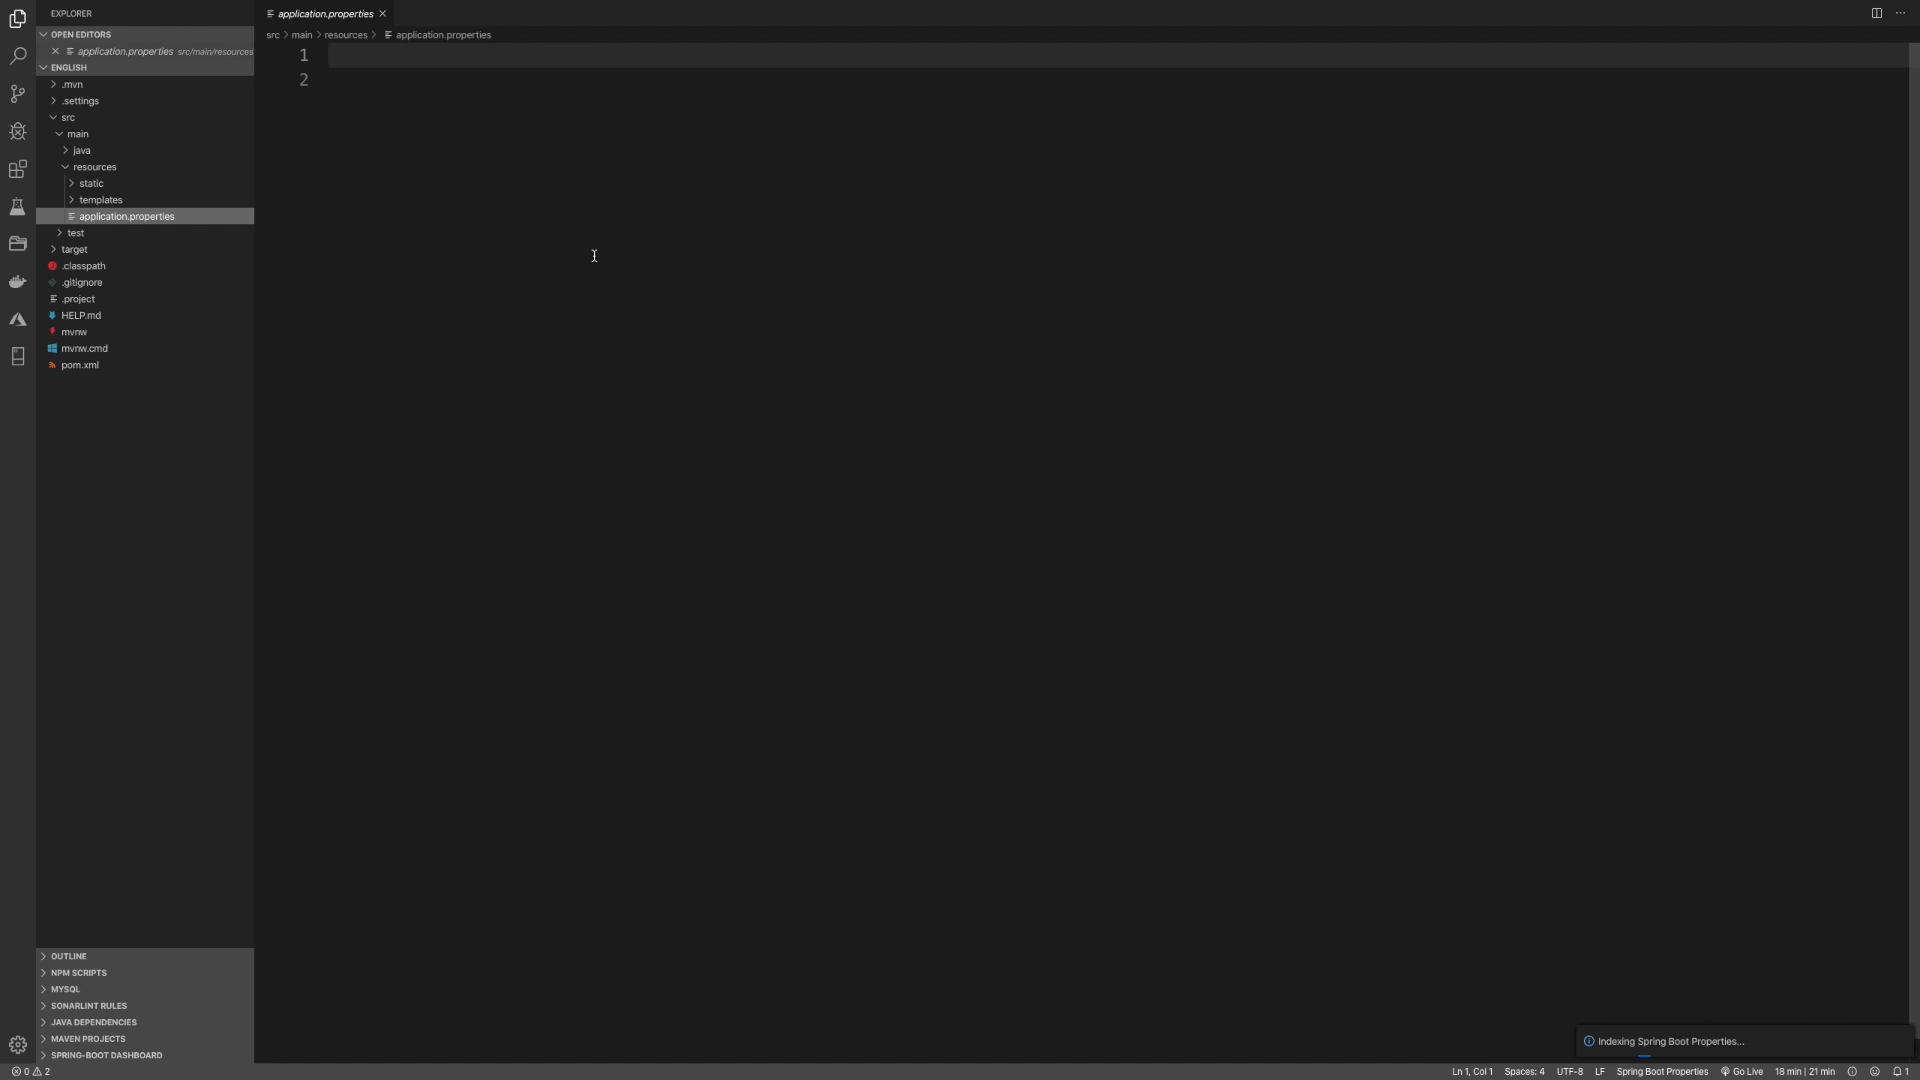 EXPLORER
OPEN EDITORS
application.properties src/main/resources
ENGLISH
.mvn
.settings
src
main
java
resources
static
templates
application.properties
test
target
.classpath
.gitignore
.project
HELP.md
mvnw
mvnw.cmd
pom.xml
OUTLINE
NPM SCRIPTS
MYSQL
SONARLINT RULES
JAVA DEPENDENCIES
MAVEN PROJECTS
SPRING-BOOT DASHBOARD
application.properties
src > main > resources > application.properties
1
2
Indexing Spring Boot Properties...
0 2
Ln 1, Col 1 Spaces: 4 UTF-8 LF Spring Boot Properties Go Live 18 min | 21 min 1